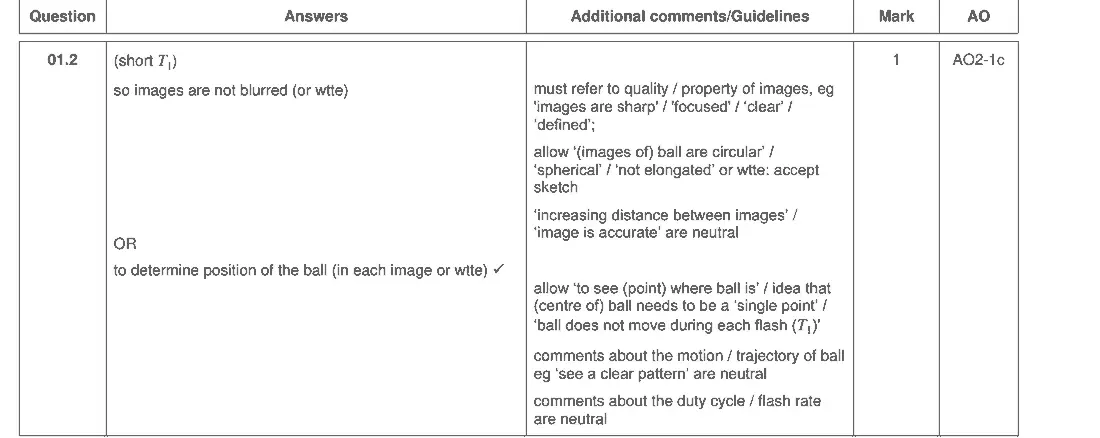 Question Answers Additional comments/Guidelines Mark AO
01.2 (short T₁) 1 AO2-1c
so images are not blurred (or wtte)
must refer to quality / property of images, eg
'images are sharp' / 'focused' / 'clear' /
'defined';
allow '(images of) ball are circular' /
'spherical' / 'not elongated' or wtte: accept
sketch
'increasing distance between images' /
'image is accurate' are neutral
OR
to determine position of the ball (in each image or wtte) ✓
allow 'to see (point) where ball is' / idea that
(centre of) ball needs to be a 'single point' /
'ball does not move during each flash (T₁)'
comments about the motion / trajectory of ball
eg 'see a clear pattern' are neutral
comments about the duty cycle / flash rate
are neutral